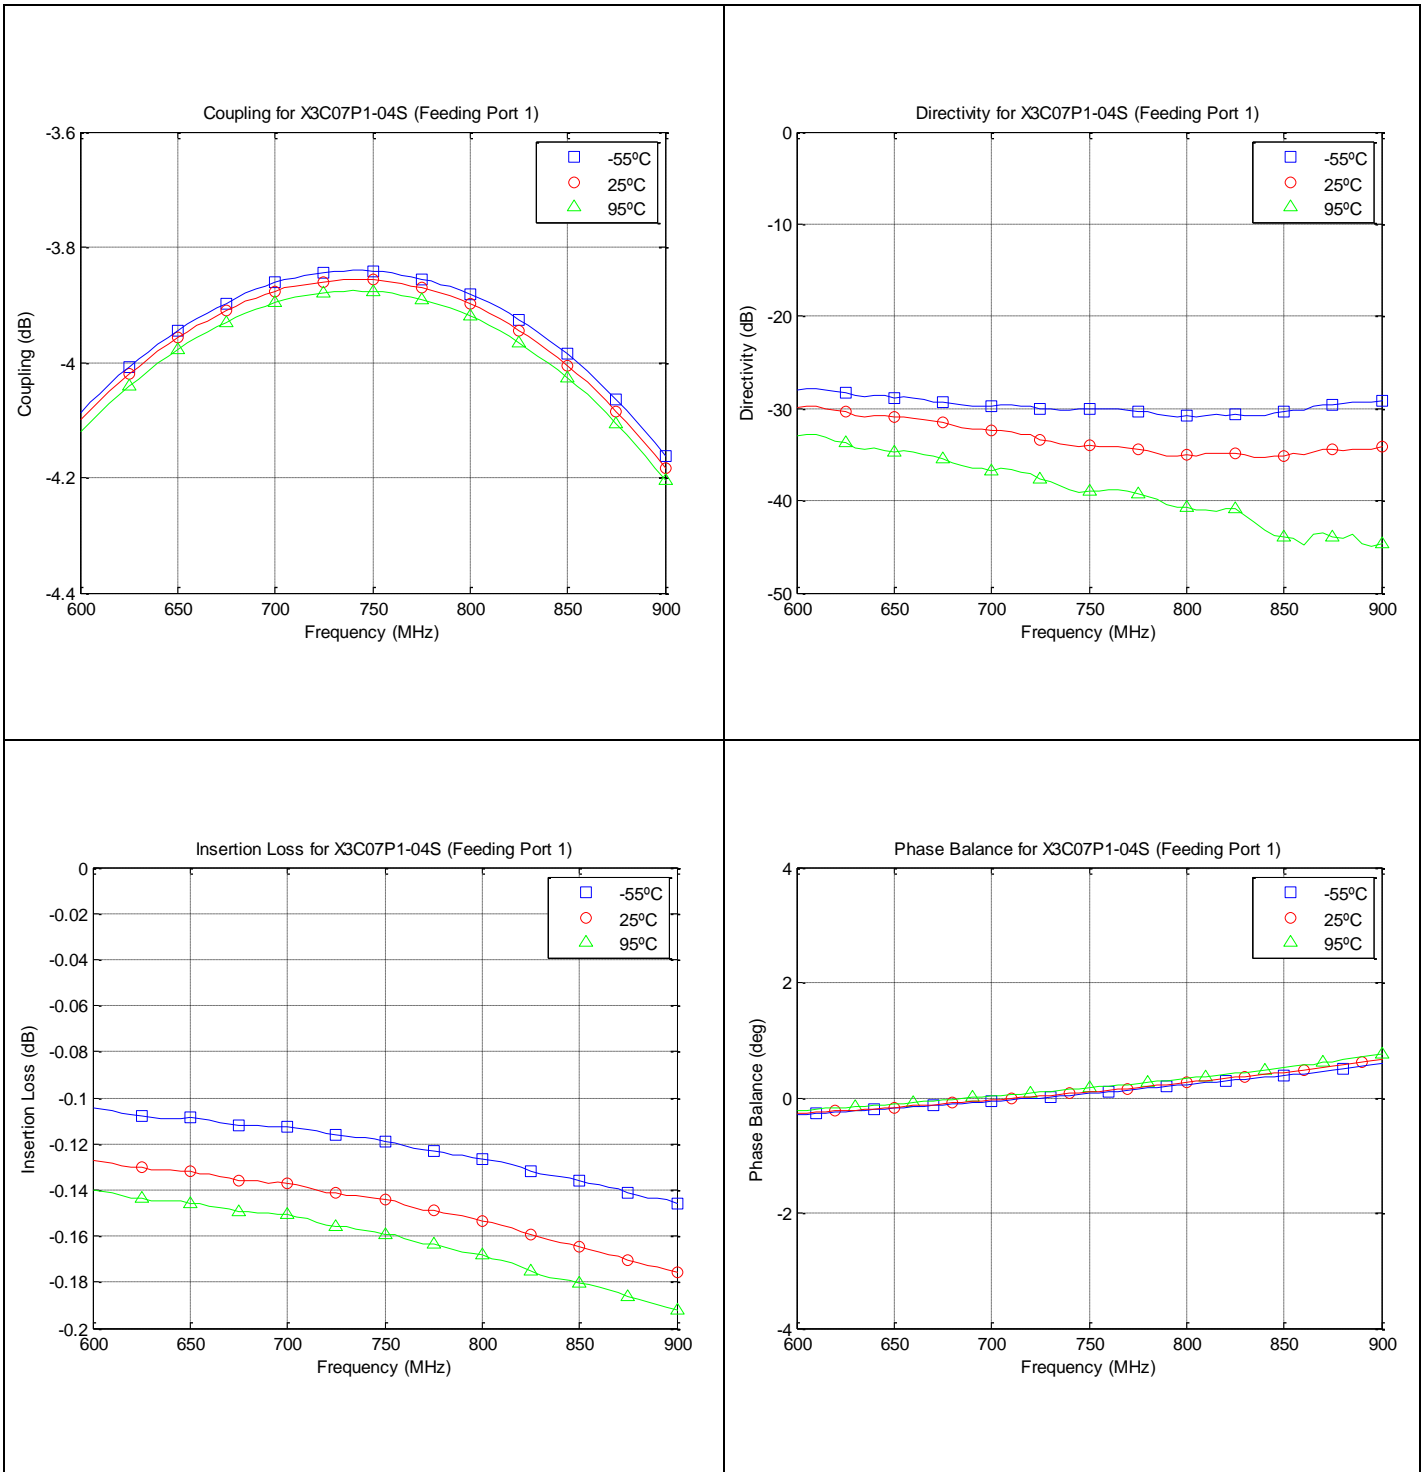 Coupling for X3C07P1-04S (Feeding Port 1)
-3.6
-3.8
-4
-4.2
-4.4
Coupling (dB)
-55ºC
25ºC
95ºC
600 650 700 750 800 850 900
Frequency (MHz)
Directivity for X3C07P1-04S (Feeding Port 1)
0
-10
-20
-30
-40
-50
Directivity (dB)
-55ºC
25ºC
95ºC
600 650 700 750 800 850 900
Frequency (MHz)
Insertion Loss for X3C07P1-04S (Feeding Port 1)
0
-0.02
-0.04
-0.06
-0.08
-0.1
-0.12
-0.14
-0.16
-0.18
-0.2
Insertion Loss (dB)
-55ºC
25ºC
95ºC
600 650 700 750 800 850 900
Frequency (MHz)
Phase Balance for X3C07P1-04S (Feeding Port 1)
4
2
0
-2
-4
Phase Balance (deg)
-55ºC
25ºC
95ºC
600 650 700 750 800 850 900
Frequency (MHz)